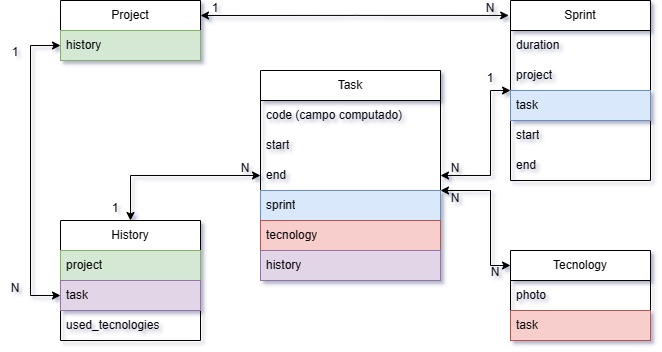 Project
history
1
N
Sprint
duration
project
task
start
end
1
1
N
Task
code (campo computado)
start
end
sprint
tecnology
history
N
N
N
1
History
project
task
used_tecnologies
N
N
Tecnology
photo
task